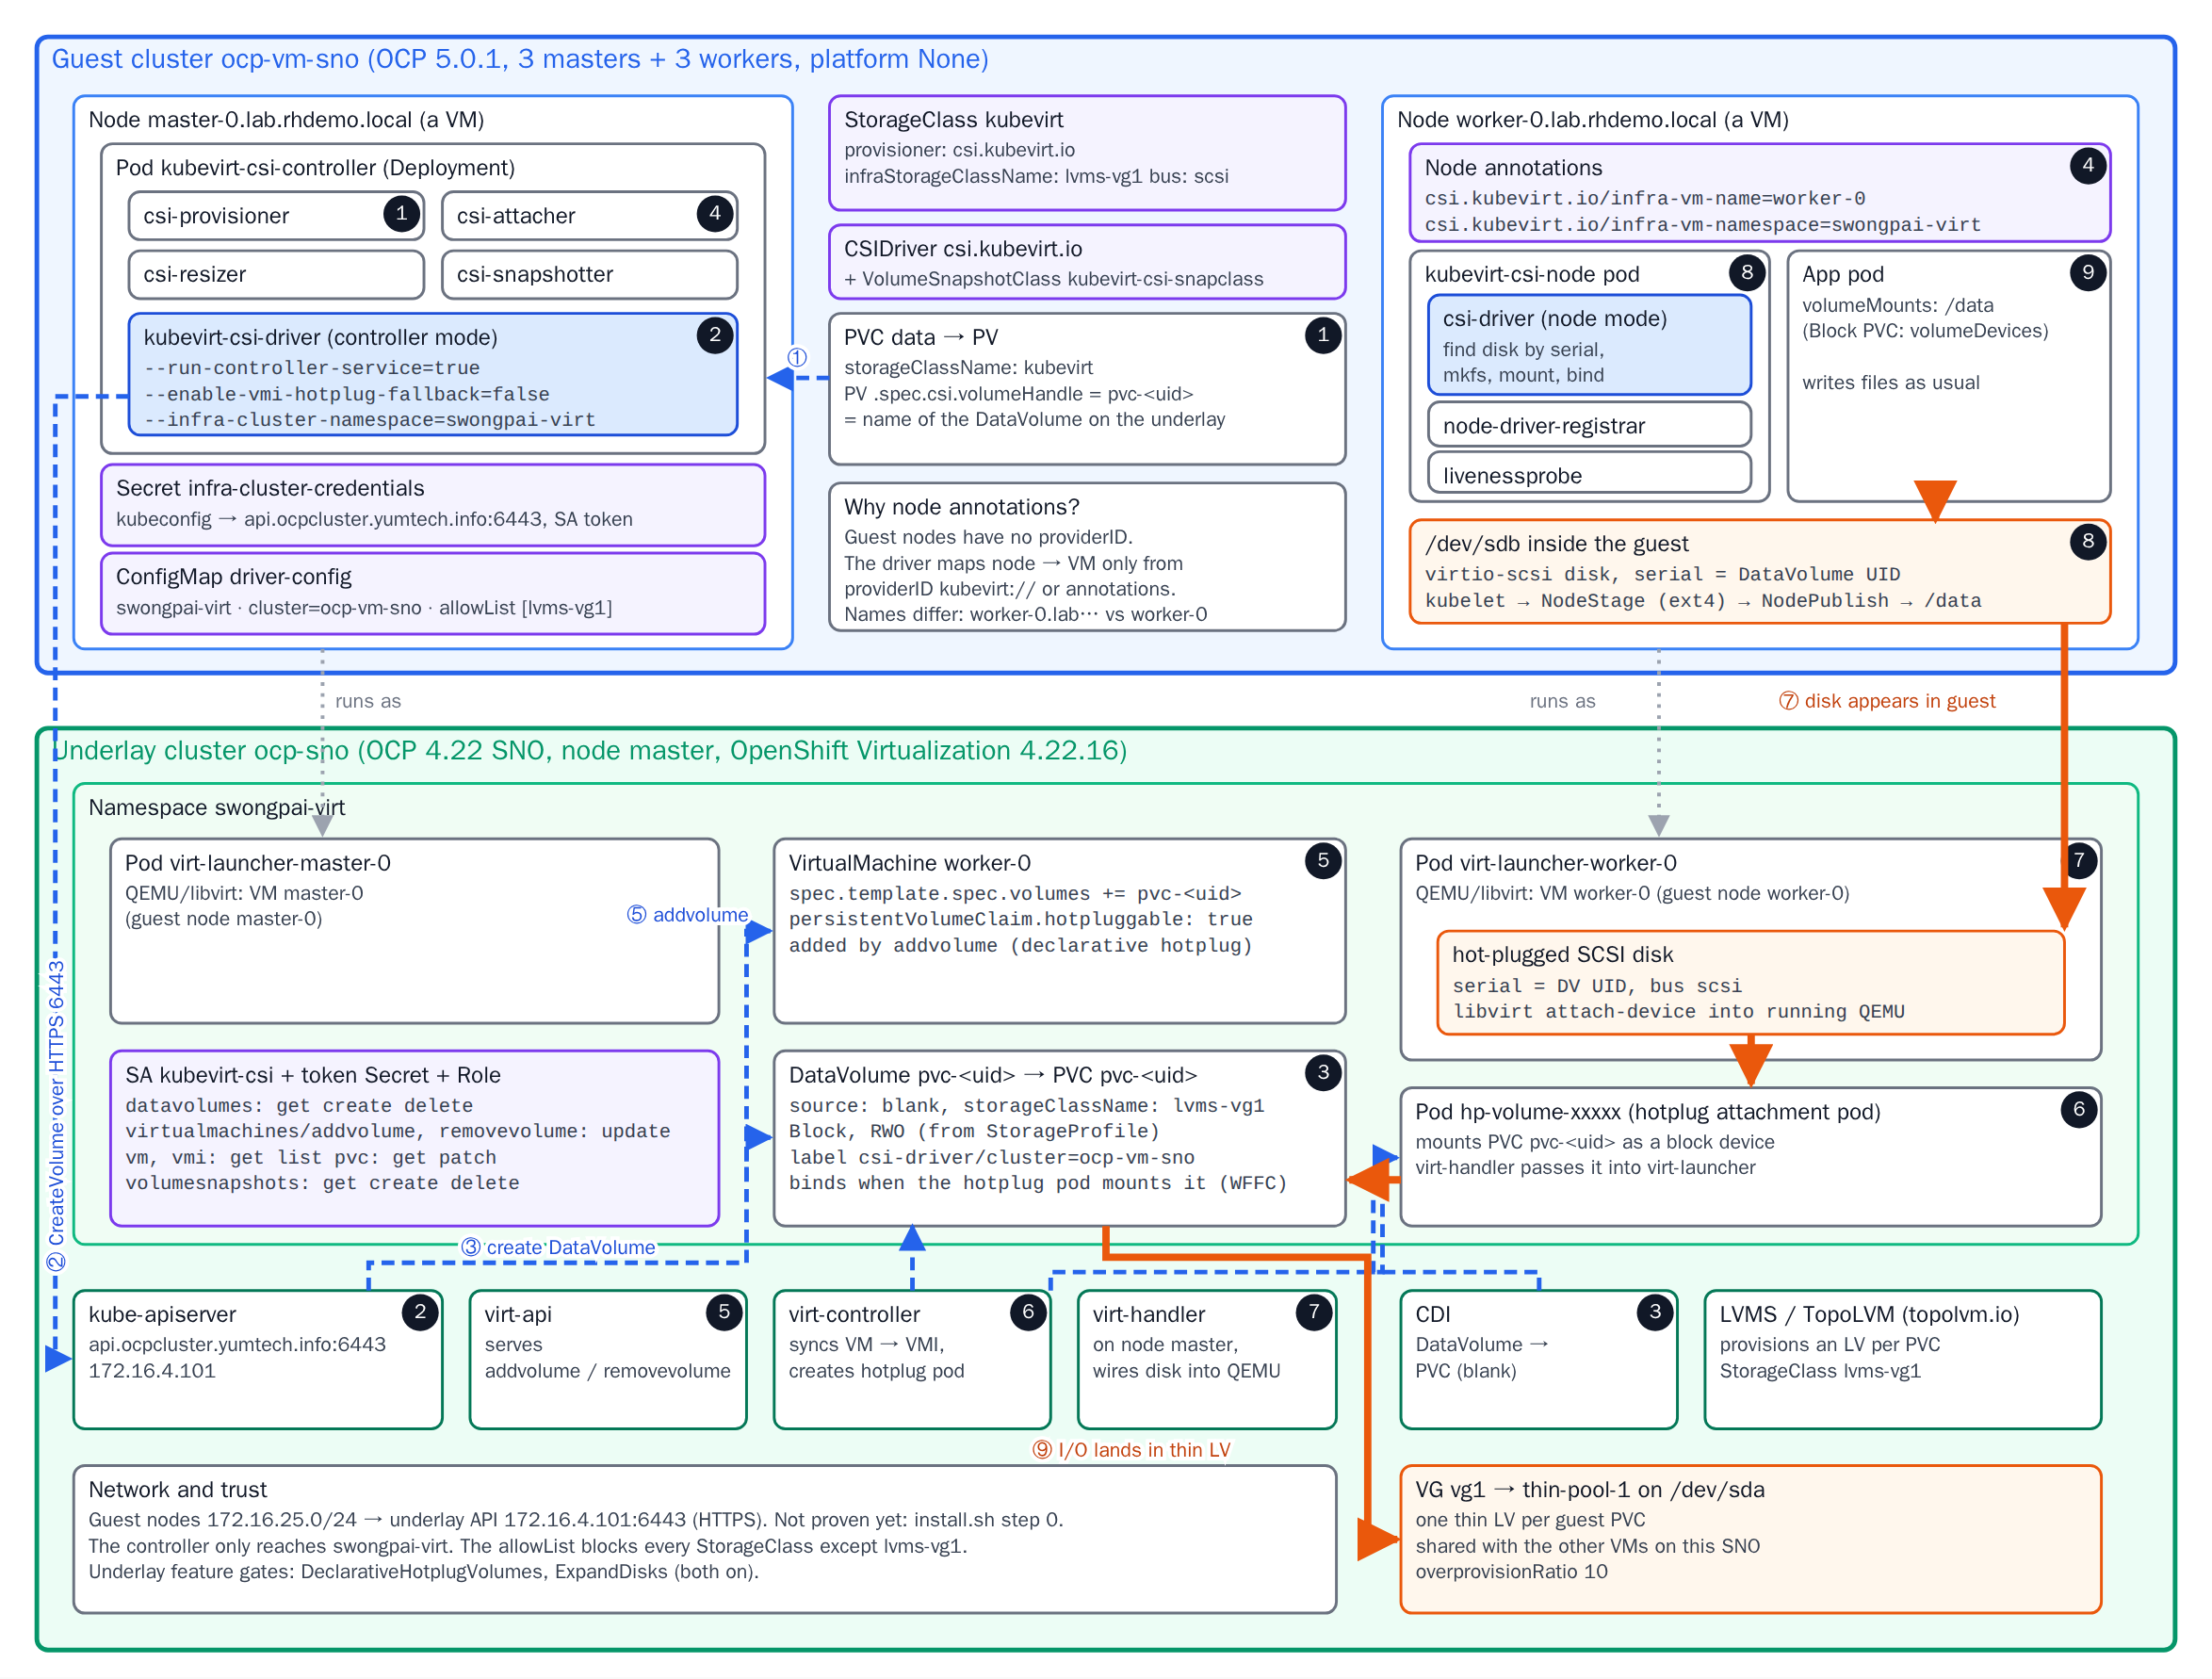 Guest cluster ocp-vm-sno (OCP 5.0.1, 3 masters + 3 workers, platform None)
Node master-0.lab.rhdemo.local (a VM)
Pod kubevirt-csi-controller (Deployment)
csi-provisioner
1
csi-attacher
4
csi-resizer
csi-snapshotter
kubevirt-csi-driver (controller mode)
2
--run-controller-service=true
--enable-vmi-hotplug-fallback=false
--infra-cluster-namespace=swongpai-virt
Secret infra-cluster-credentials
kubeconfig → api.ocpcluster.yumtech.info:6443, SA token
ConfigMap driver-config
swongpai-virt · cluster=ocp-vm-sno · allowList [lvms-vg1]
StorageClass kubevirt
provisioner: csi.kubevirt.io
infraStorageClassName: lvms-vg1 bus: scsi
CSIDriver csi.kubevirt.io
+ VolumeSnapshotClass kubevirt-csi-snapclass
①
PVC data → PV
1
storageClassName: kubevirt
PV .spec.csi.volumeHandle = pvc-<uid>
= name of the DataVolume on the underlay
Why node annotations?
Guest nodes have no providerID.
The driver maps node → VM only from
providerID kubevirt:// or annotations.
Names differ: worker-0.lab··· vs worker-0
Node worker-0.lab.rhdemo.local (a VM)
Node annotations
4
csi.kubevirt.io/infra-vm-name=worker-0
csi.kubevirt.io/infra-vm-namespace=swongpai-virt
kubevirt-csi-node pod
8
csi-driver (node mode)
find disk by serial,
mkfs, mount, bind
node-driver-registrar
livenessprobe
App pod
9
volumeMounts: /data
(Block PVC: volumeDevices)
writes files as usual
/dev/sdb inside the guest
8
virtio-scsi disk, serial = DataVolume UID
kubelet → NodeStage (ext4) → NodePublish → /data
runs as
runs as
⑦ disk appears in guest
Underlay cluster ocp-sno (OCP 4.22 SNO, node master, OpenShift Virtualization 4.22.16)
Namespace swongpai-virt
Pod virt-launcher-master-0
QEMU/libvirt: VM master-0
(guest node master-0)
⑤ addvolume
VirtualMachine worker-0
5
spec.template.spec.volumes += pvc-<uid>
persistentVolumeClaim.hotpluggable: true
added by addvolume (declarative hotplug)
Pod virt-launcher-worker-0
7
QEMU/libvirt: VM worker-0 (guest node worker-0)
hot-plugged SCSI disk
serial = DV UID, bus scsi
libvirt attach-device into running QEMU
② CreateVolume over HTTPS 6443
SA kubevirt-csi + token Secret + Role
datavolumes: get create delete
virtualmachines/addvolume, removevolume: update
vm, vmi: get list pvc: get patch
volumesnapshots: get create delete
DataVolume pvc-<uid> → PVC pvc-<uid>
3
source: blank, storageClassName: lvms-vg1
Block, RWO (from StorageProfile)
label csi-driver/cluster=ocp-vm-sno
binds when the hotplug pod mounts it (WFFC)
Pod hp-volume-xxxxx (hotplug attachment pod)
6
mounts PVC pvc-<uid> as a block device
virt-handler passes it into virt-launcher
③ create DataVolume
kube-apiserver
2
api.ocpcluster.yumtech.info:6443
172.16.4.101
virt-api
5
serves
addvolume / removevolume
virt-controller
6
syncs VM → VMI,
creates hotplug pod
virt-handler
7
on node master,
wires disk into QEMU
CDI
3
DataVolume →
PVC (blank)
LVMS / TopoLVM (topolvm.io)
provisions an LV per PVC
StorageClass lvms-vg1
⑨ I/O lands in thin LV
Network and trust
Guest nodes 172.16.25.0/24 → underlay API 172.16.4.101:6443 (HTTPS). Not proven yet: install.sh step 0.
The controller only reaches swongpai-virt. The allowList blocks every StorageClass except lvms-vg1.
Underlay feature gates: DeclarativeHotplugVolumes, ExpandDisks (both on).
VG vg1 → thin-pool-1 on /dev/sda
one thin LV per guest PVC
shared with the other VMs on this SNO
overprovisionRatio 10